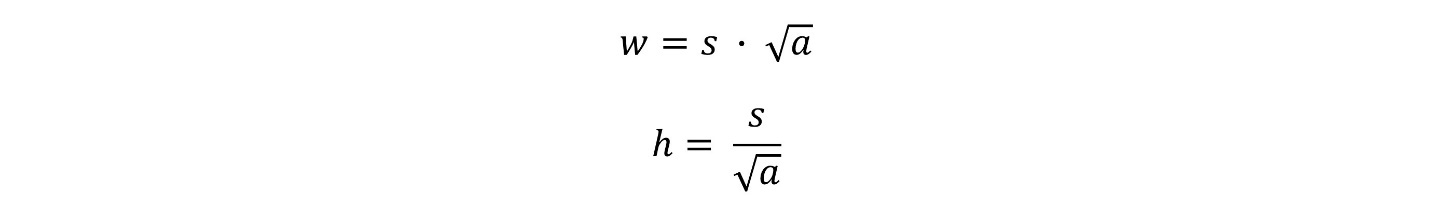 w = s · √a
h = s/√a